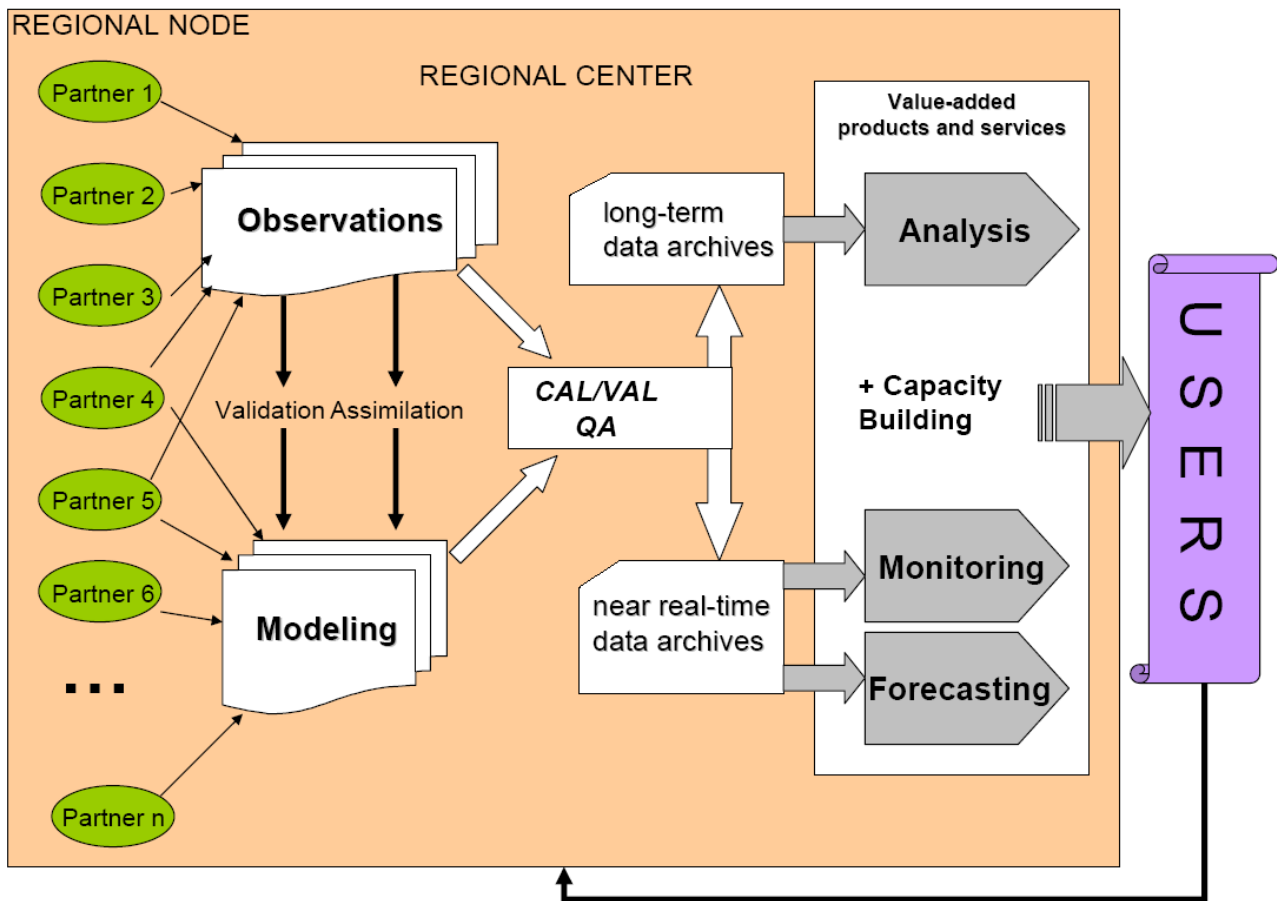 REGIONAL NODE
REGIONAL CENTER
Partner 1
Partner 2
Partner 3
Partner 4
Partner 5
Partner 6
...
Partner n
Observations
Validation Assimilation
Modeling
CAL/VAL
QA
long-term
data archives
near real-time
data archives
Value-added
products and services
Analysis
+ Capacity
Building
Monitoring
Forecasting
USERS